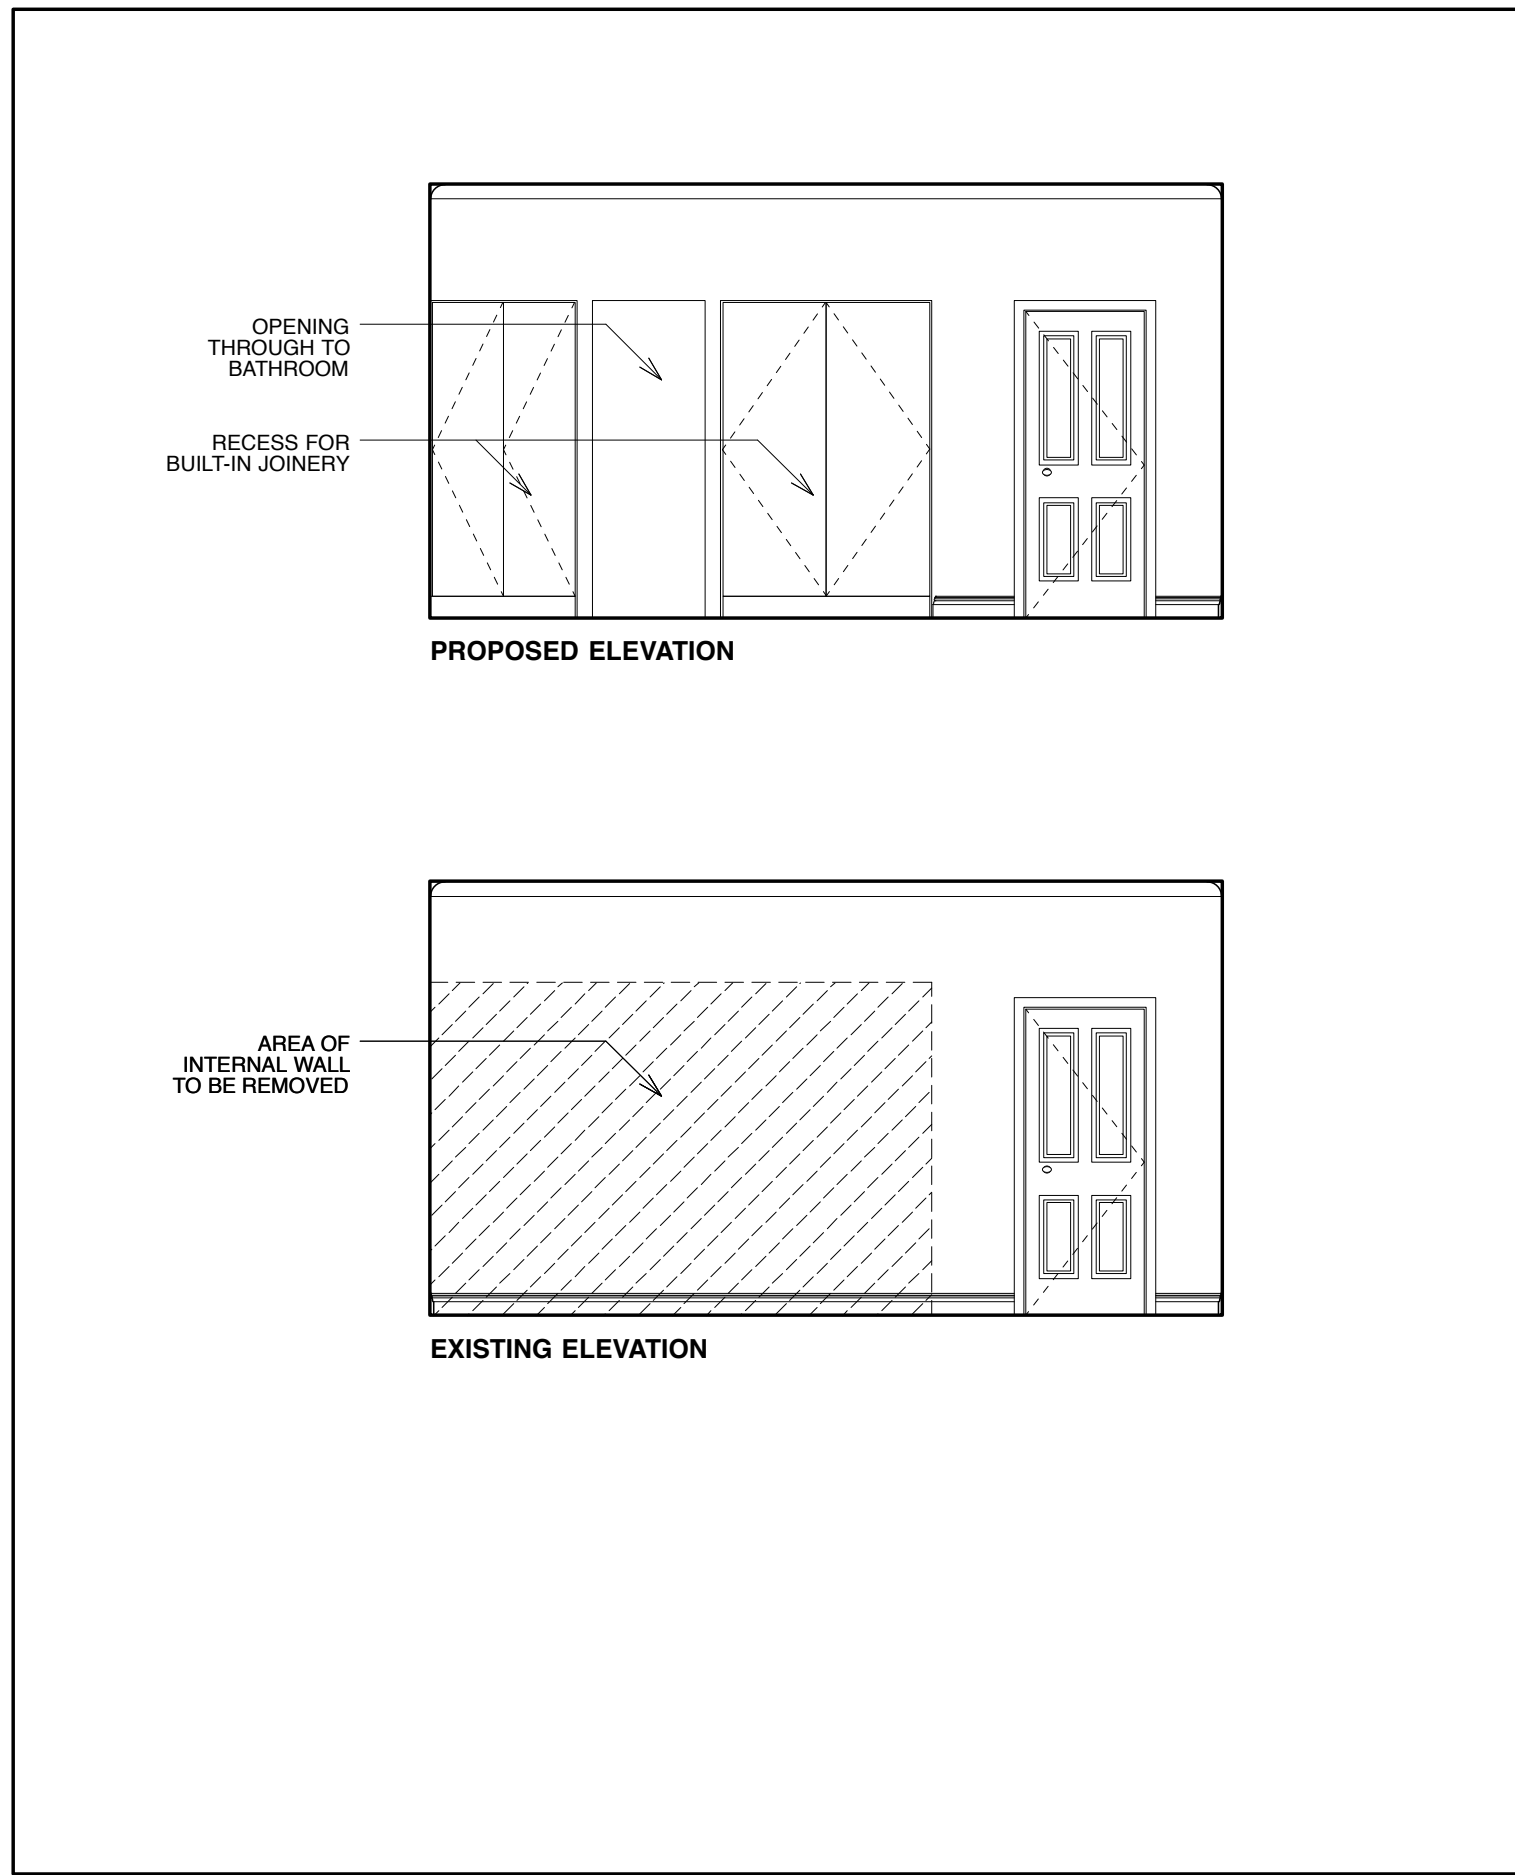 OPENING
THROUGH TO
BATHROOM
RECESS FOR
BUILT-IN JOINERY
PROPOSED ELEVATION
AREA OF
INTERNAL WALL
TO BE REMOVED
EXISTING ELEVATION